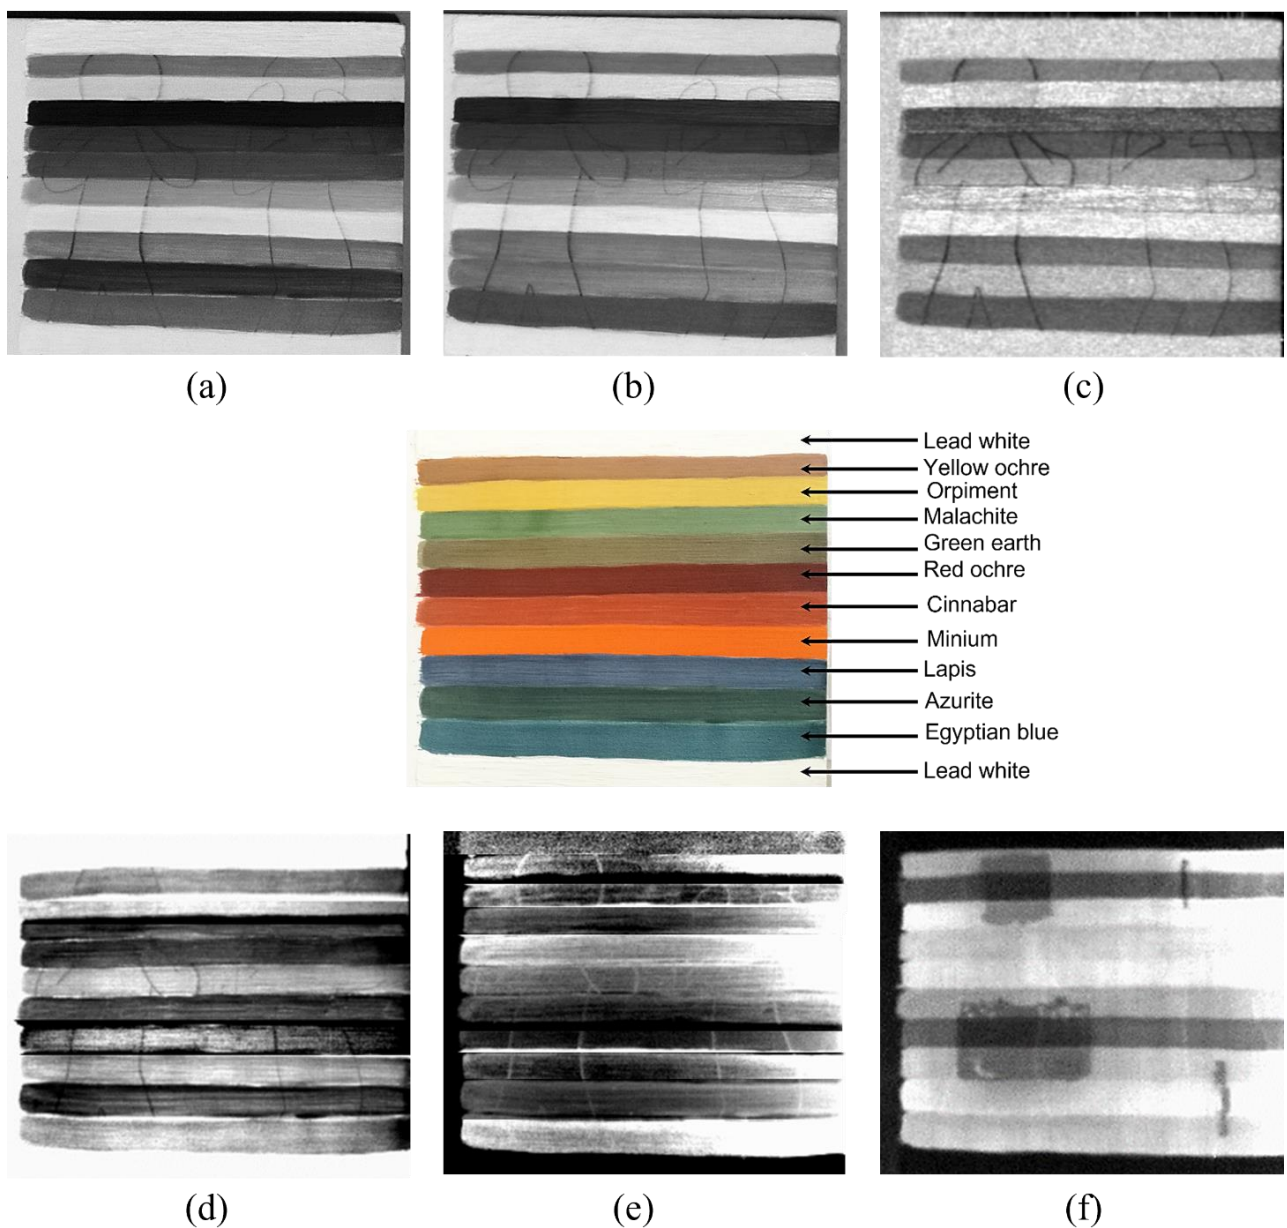 (a)
(b)
(c)
Lead white
Yellow ochre
Orpiment
Malachite
Green earth
Red ochre
Cinnabar
Minium
Lapis
Azurite
Egyptian blue
Lead white
(d)
(e)
(f)